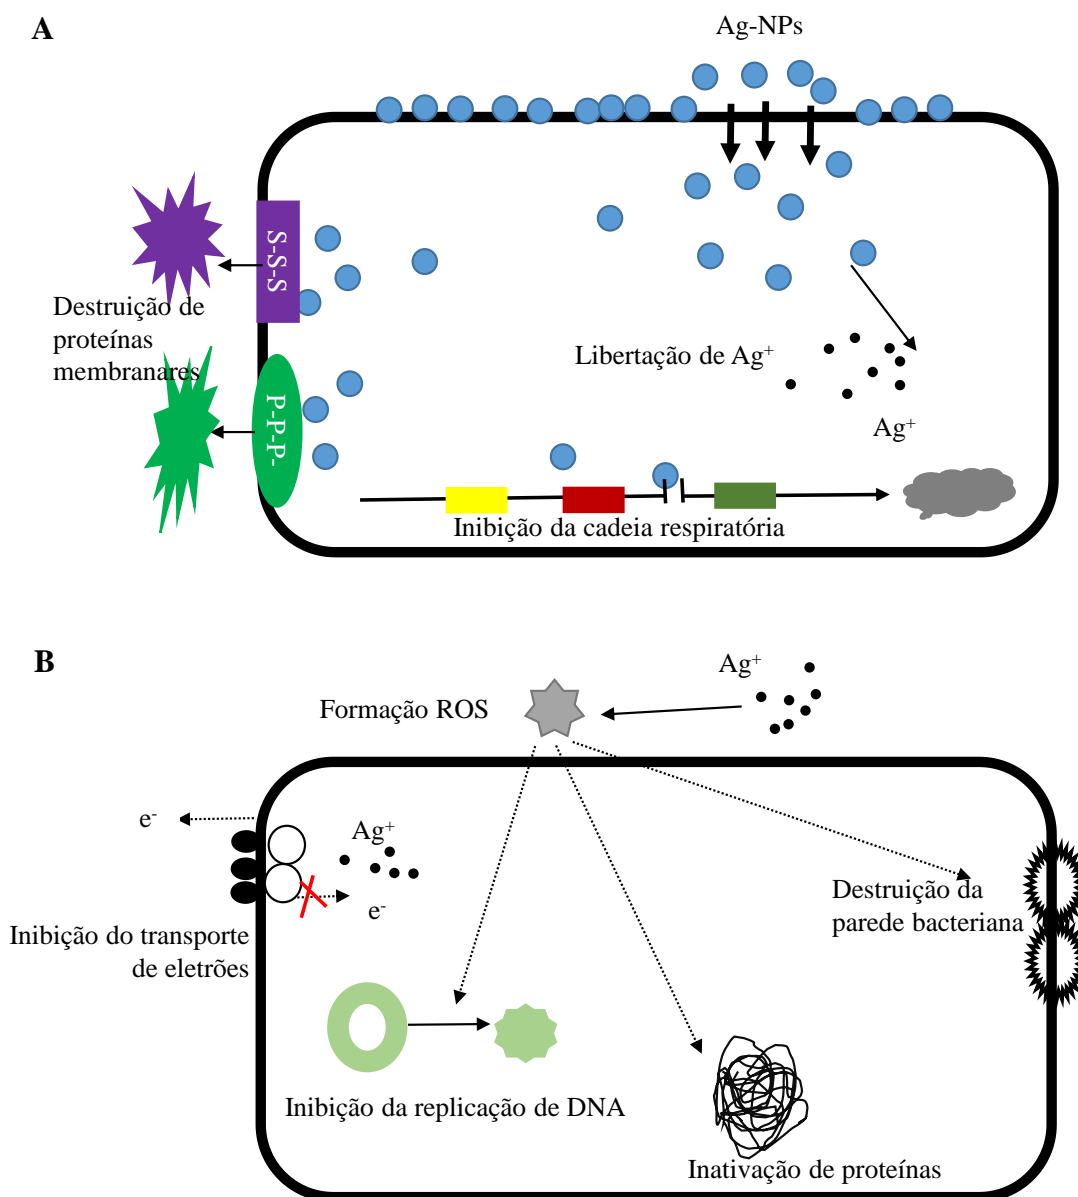 A
Ag-NPs
S-S-S
Destruição de
proteínas
membranares
P-P-P-
Libertação de Ag⁺
Ag⁺
Inibição da cadeia respiratória
B
Ag⁺
Formação ROS
e⁻
Ag⁺
e⁻
Inibição do transporte
de eletrões
Destruição da
parede bacteriana
Inibição da replicação de DNA
Inativação de proteínas